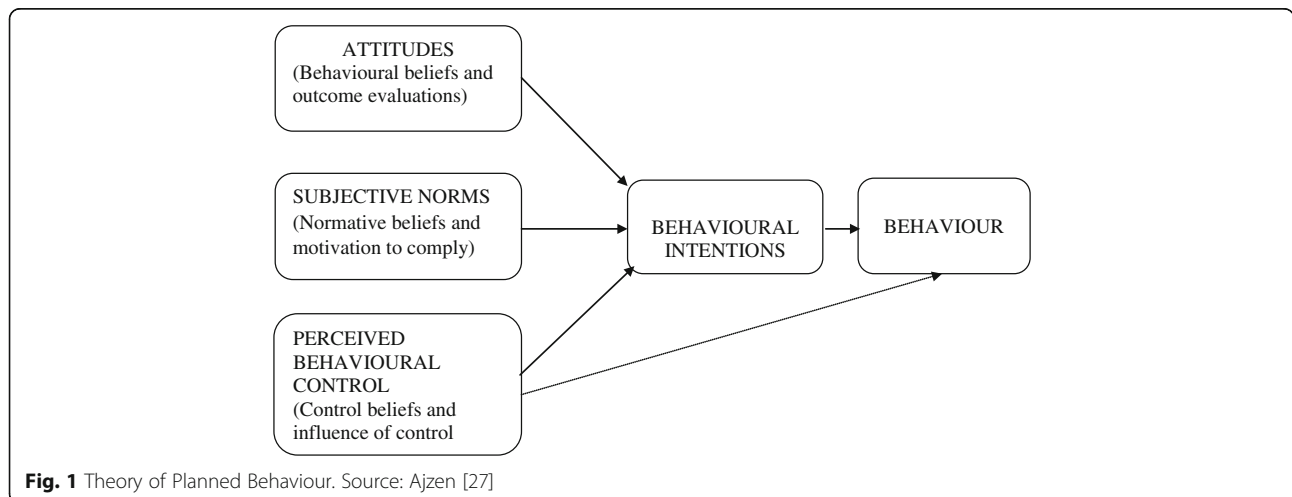 ATTITUDES
(Behavioural beliefs and
outcome evaluations)
SUBJECTIVE NORMS
(Normative beliefs and
motivation to comply)
PERCEIVED
BEHAVIOURAL
CONTROL
(Control beliefs and
influence of control
BEHAVIOURAL
INTENTIONS
BEHAVIOUR
Fig. 1 Theory of Planned Behaviour. Source: Ajzen [27]